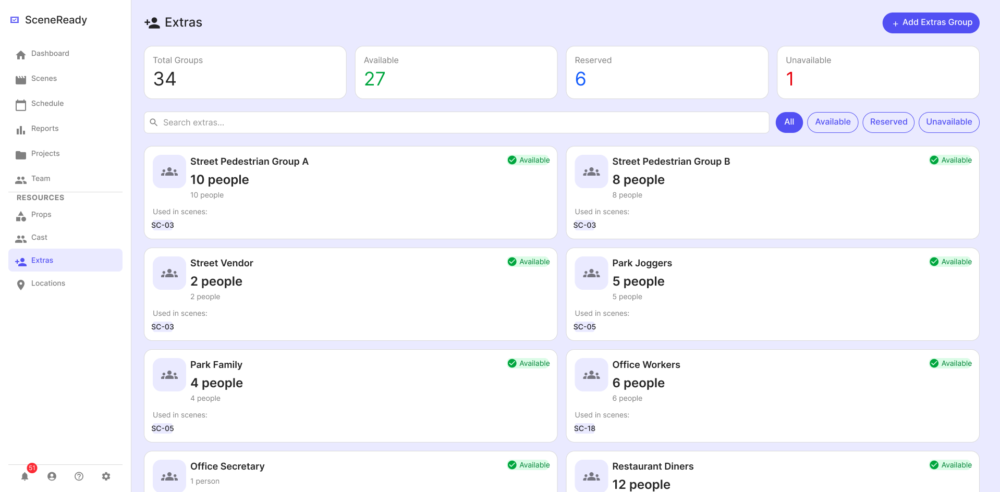 SceneReady
Dashboard
Scenes
Schedule
Reports
Projects
Team
RESOURCES
Props
Cast
Extras
Locations
51
Extras
+ Add Extras Group
Total Groups
34
Available
27
Reserved
6
Unavailable
1
Search extras...
All
Available
Reserved
Unavailable
Street Pedestrian Group A
Available
10 people
10 people
Used in scenes:
SC-03
Street Pedestrian Group B
Available
8 people
8 people
Used in scenes:
SC-03
Street Vendor
Available
2 people
2 people
Used in scenes:
SC-03
Park Joggers
Available
5 people
5 people
Used in scenes:
SC-05
Park Family
Available
4 people
4 people
Used in scenes:
SC-05
Office Workers
Available
6 people
6 people
Used in scenes:
SC-18
Office Secretary
Available
1 person
Restaurant Diners
Available
12 people